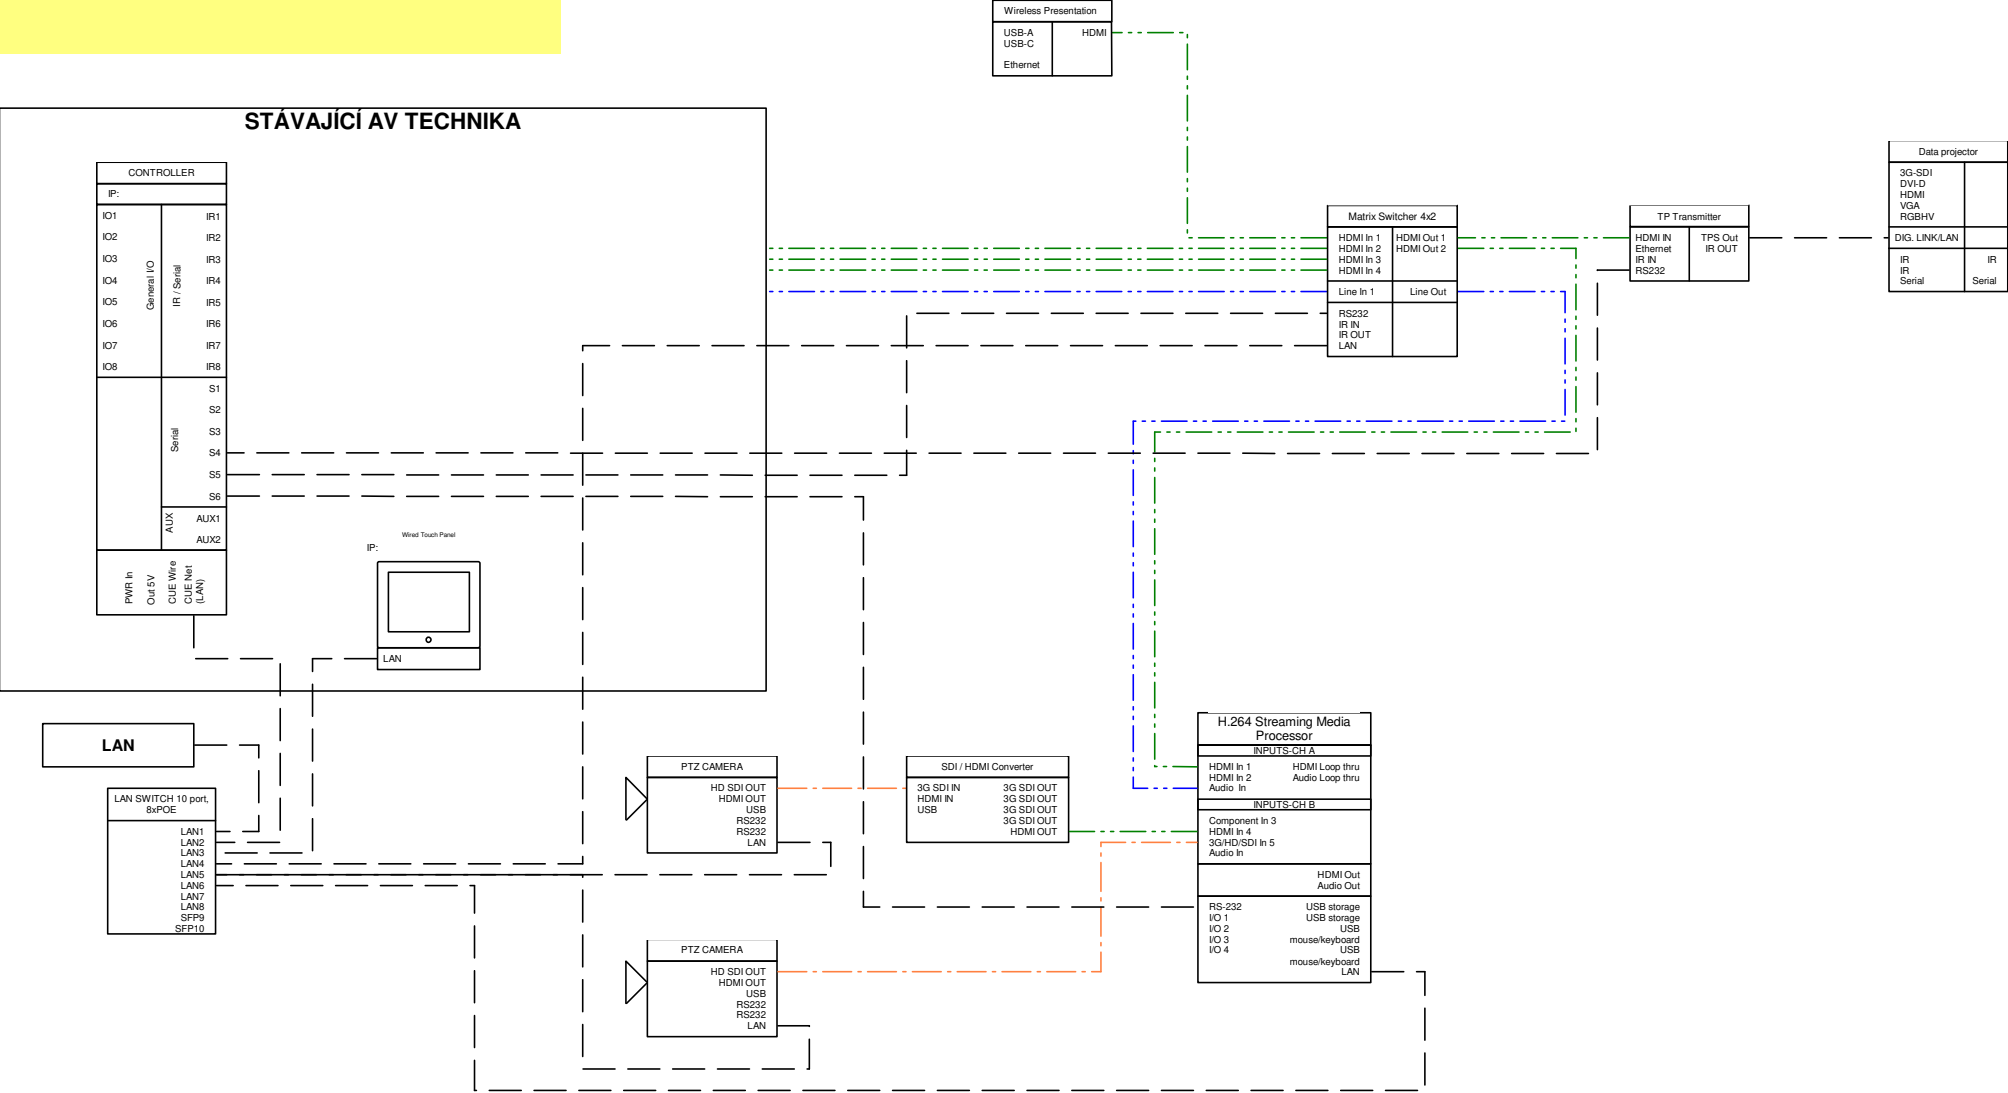 Wireless Presentation
USB-A HDMI
USB-C
Ethernet
STÁVAJÍCÍ AV TECHNIKA
CONTROLLER
IP:
IO1 IR1
IO2 IR2
IO3 IR3
IO4 IR4
IO5 IR5
IO6 IR6
IO7 IR7
IO8 IR8
General I/O
IR / Serial
S1
S2
S3
S4
S5
S6
Serial
AUX
AUX1
AUX2
PWR In
Out 5V
CUE Wire
CUE Net
(LAN)
Wired Touch Panel
IP:
LAN
Matrix Switcher 4x2
HDMI In 1 HDMI Out 1
HDMI In 2 HDMI Out 2
HDMI In 3
HDMI In 4
Line In 1 Line Out
RS232
IR IN
IR OUT
LAN
TP Transmitter
HDMI IN TPS Out
Ethernet IR OUT
IR IN
RS232
Data projector
3G-SDI
DVI-D
HDMI
VGA
RGBHV
DIG. LINK/LAN
IR IR
IR
Serial Serial
LAN
LAN SWITCH 10 port,
8xPOE
LAN1
LAN2
LAN3
LAN4
LAN5
LAN6
LAN7
LAN8
SFP9
SFP10
PTZ CAMERA
HD SDI OUT
HDMI OUT
USB
RS232
RS232
LAN
SDI / HDMI Converter
3G SDI IN 3G SDI OUT
HDMI IN 3G SDI OUT
USB 3G SDI OUT
3G SDI OUT
HDMI OUT
PTZ CAMERA
HD SDI OUT
HDMI OUT
USB
RS232
RS232
LAN
H.264 Streaming Media
Processor
INPUTS-CH A
HDMI In 1 HDMI Loop thru
HDMI In 2 Audio Loop thru
Audio In
INPUTS-CH B
Component In 3
HDMI In 4
3G/HD/SDI In 5
Audio In
HDMI Out
Audio Out
RS-232 USB storage
I/O 1 USB storage
I/O 2 USB
I/O 3 mouse/keyboard
I/O 4 USB
mouse/keyboard
LAN